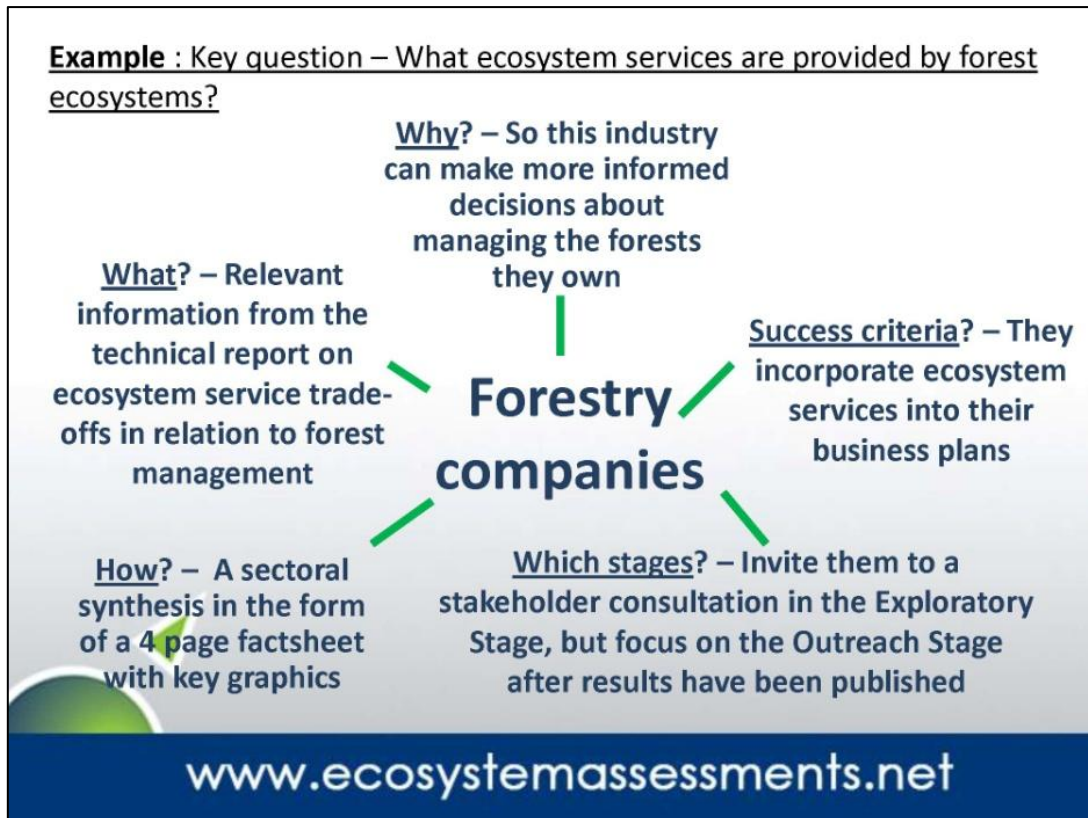 Example : Key question – What ecosystem services are provided by forest
ecosystems?
Why? – So this industry
can make more informed
decisions about
managing the forests
they own
What? – Relevant
information from the
technical report on
ecosystem service trade-
offs in relation to forest
management
Success criteria? – They
incorporate ecosystem
services into their
business plans
Forestry
companies
How? – A sectoral
synthesis in the form
of a 4 page factsheet
with key graphics
Which stages? – Invite them to a
stakeholder consultation in the Exploratory
Stage, but focus on the Outreach Stage
after results have been published
www.ecosystemassessments.net